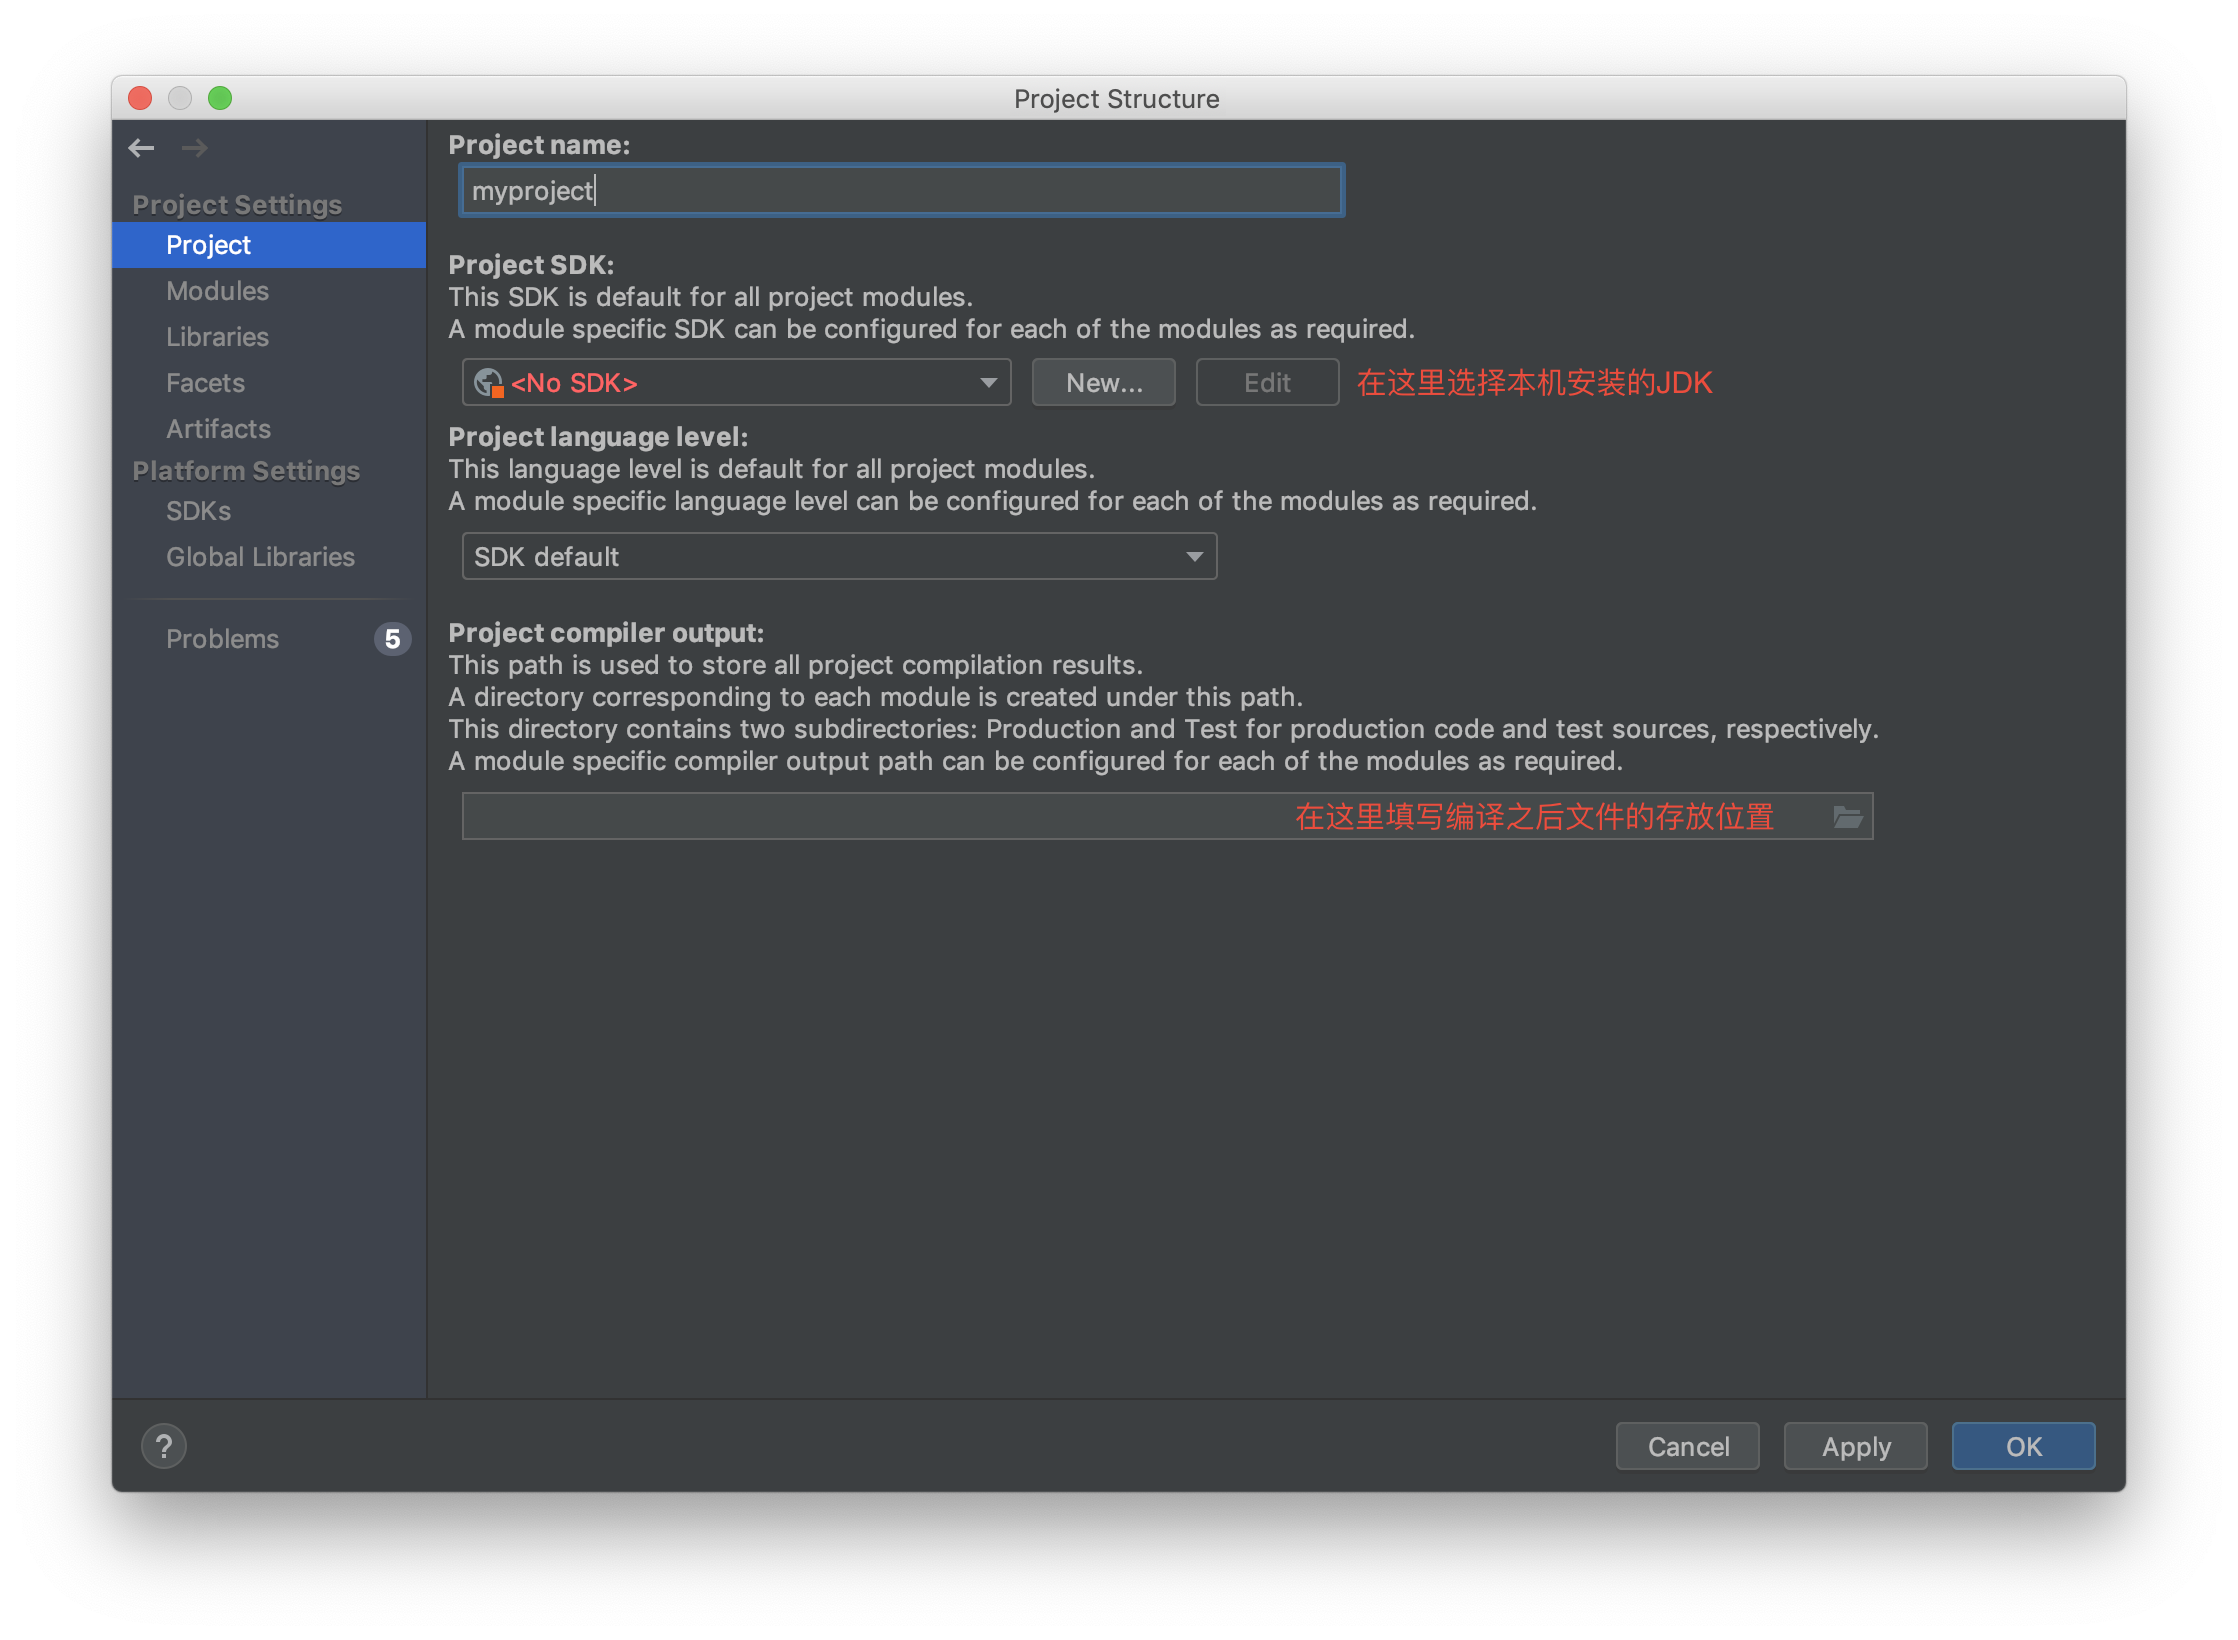 Project Structure
Project Settings
Project
Modules
Libraries
Facets
Artifacts
Platform Settings
SDKs
Global Libraries
Problems 5
Project name:
myproject
Project SDK:
This SDK is default for all project modules.
A module specific SDK can be configured for each of the modules as required.
<No SDK> New... Edit 在这里选择本机安装的JDK
Project language level:
This language level is default for all project modules.
A module specific language level can be configured for each of the modules as required.
SDK default
Project compiler output:
This path is used to store all project compilation results.
A directory corresponding to each module is created under this path.
This directory contains two subdirectories: Production and Test for production code and test sources, respectively.
A module specific compiler output path can be configured for each of the modules as required.
在这里填写编译之后文件的存放位置
? Cancel Apply OK